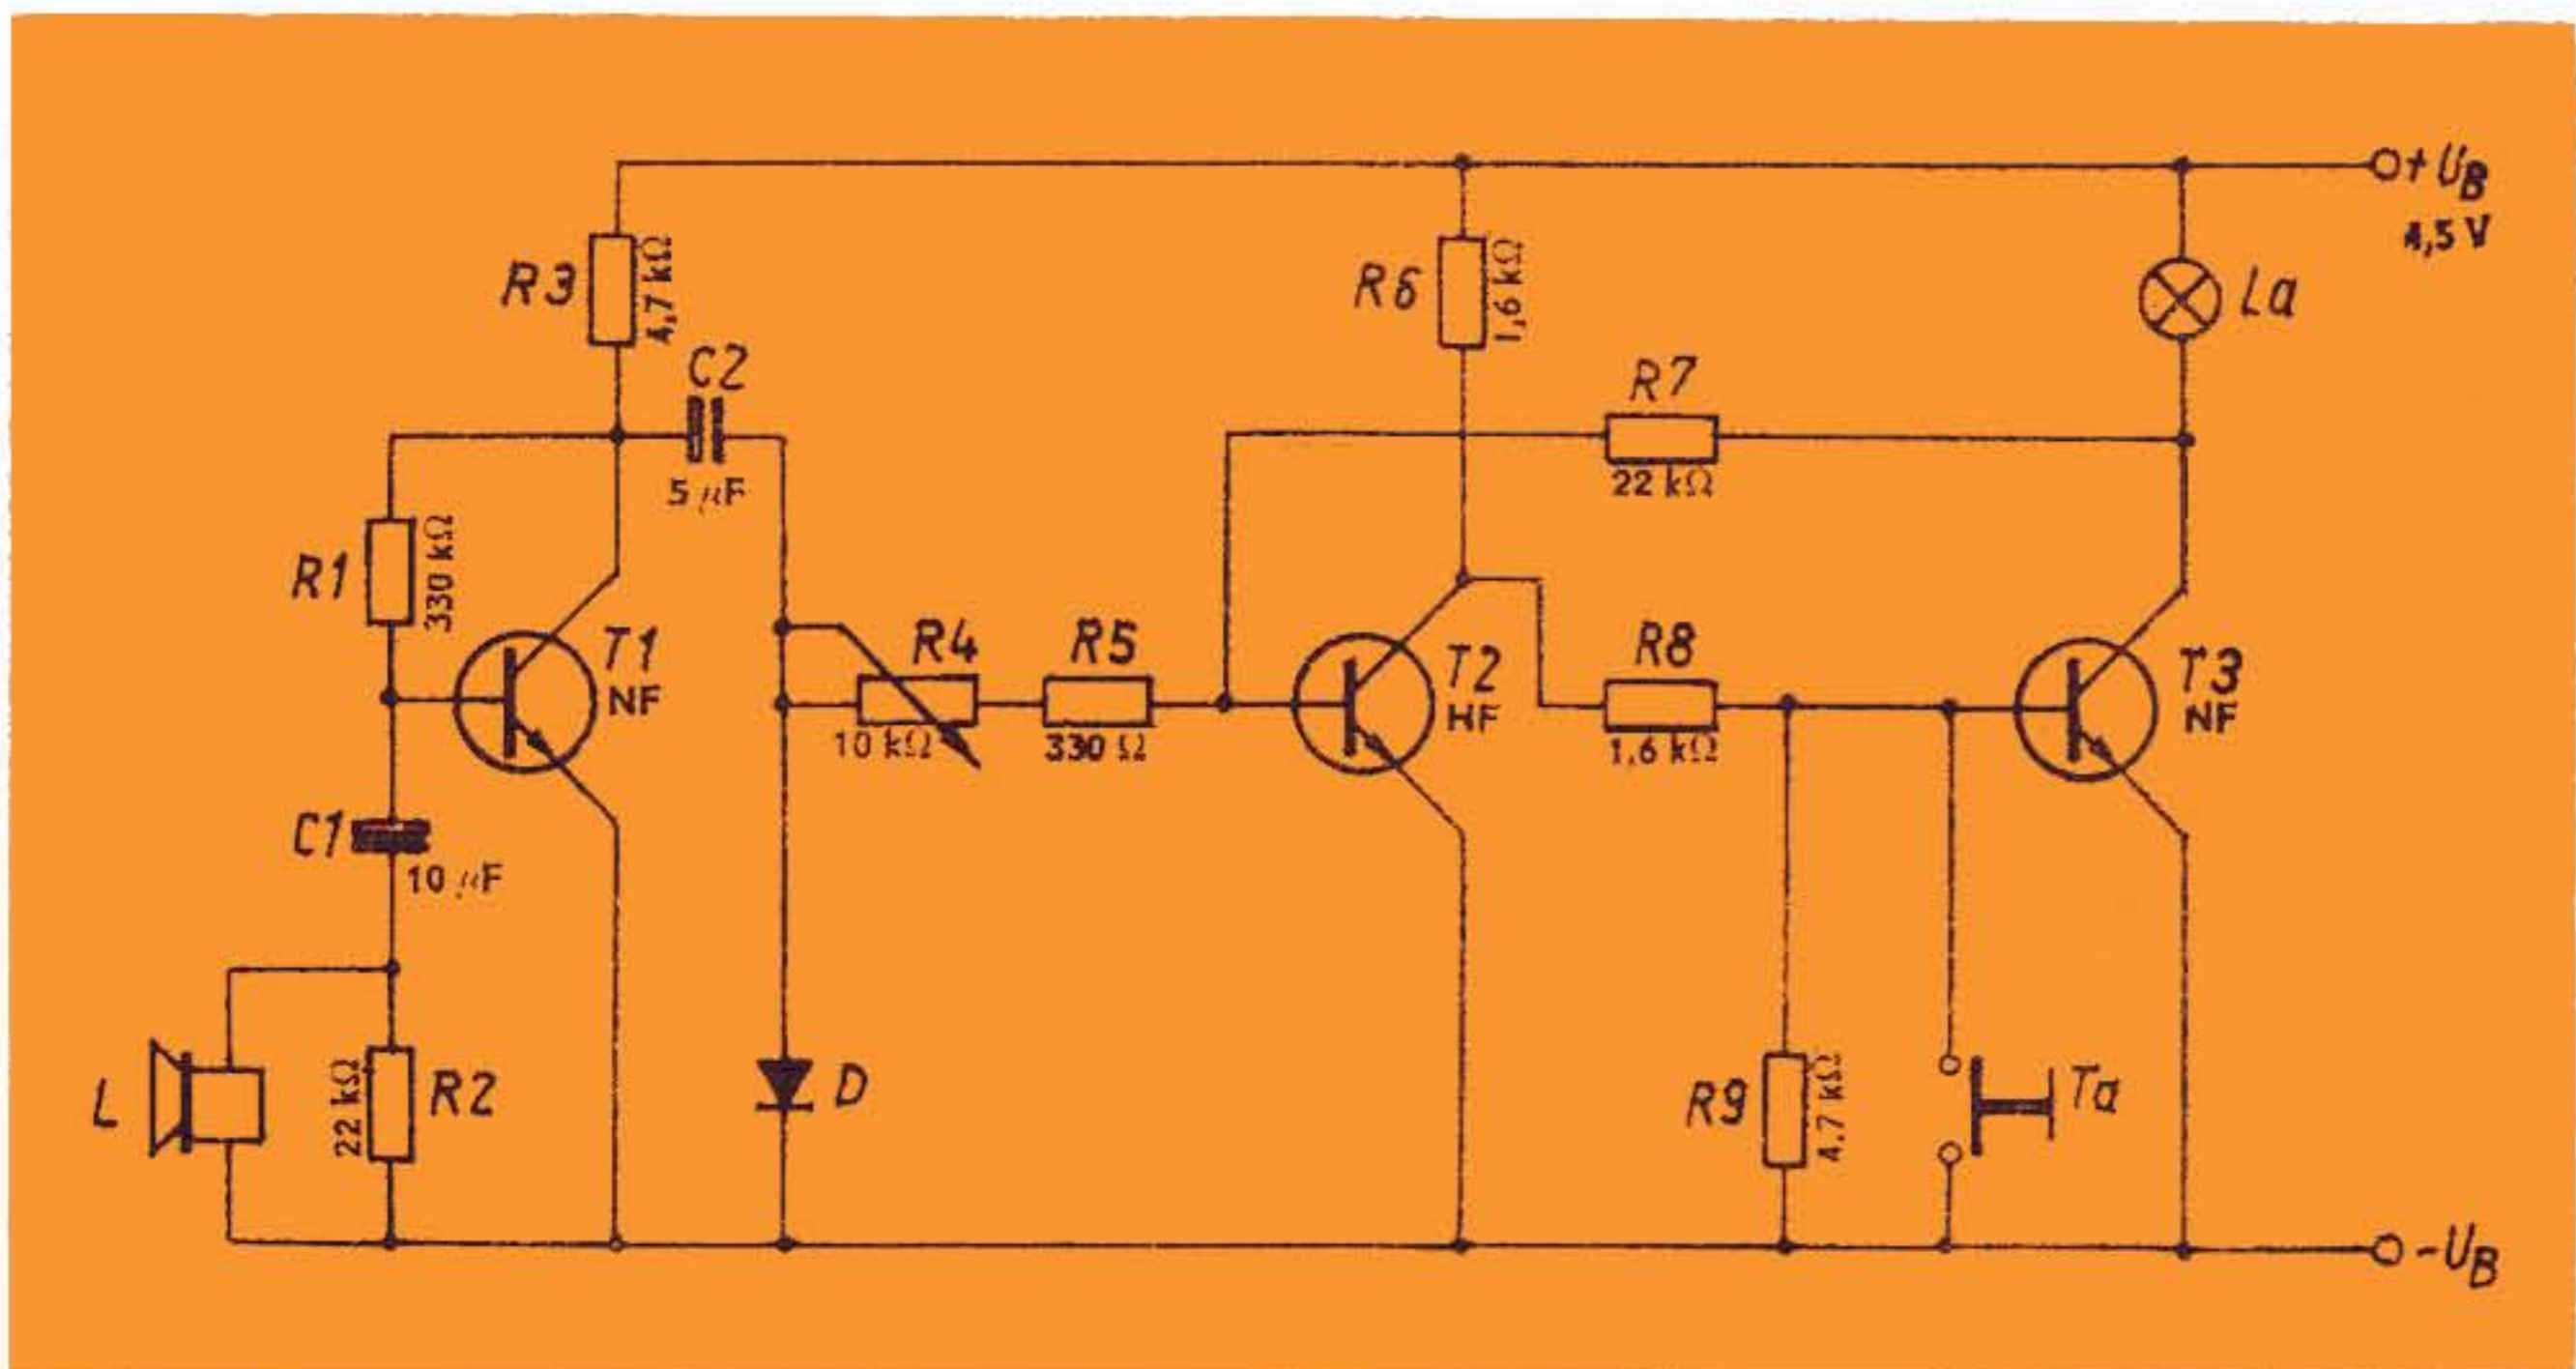 +UB
4,5 V
R3
4,7 kΩ
R6
1,6 kΩ
La
C2
5 µF
R7
22 kΩ
R1
330 kΩ
T1
NF
R4
10 kΩ
R5
330 Ω
T2
HF
R8
1,6 kΩ
T3
NF
C1
10 µF
L
22 kΩ
R2
D
R9
4,7 kΩ
Ta
-UB